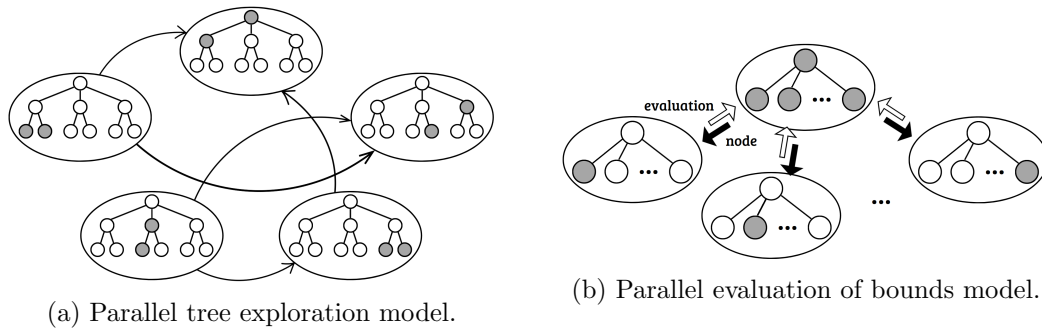 evaluation
node
...
...
...
...
...
(a) Parallel tree exploration model.
(b) Parallel evaluation of bounds model.